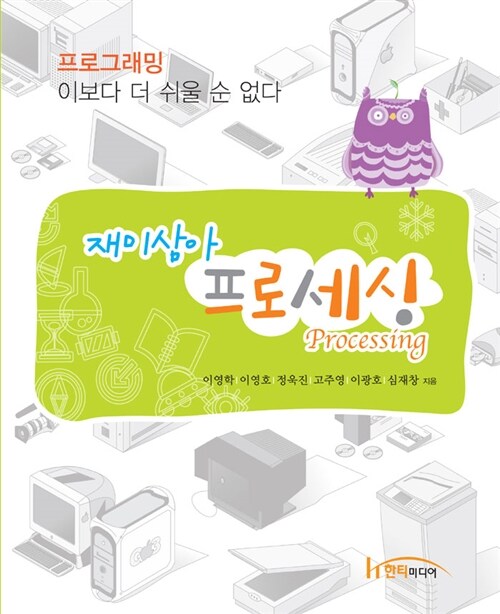 프로그래밍
이보다 더 쉬울 순 없다
재미삼아
프로세싱
Processing
이영학 | 이영호 | 정욱진 | 고주영 | 이광호 | 심재창 지음
한티미디어